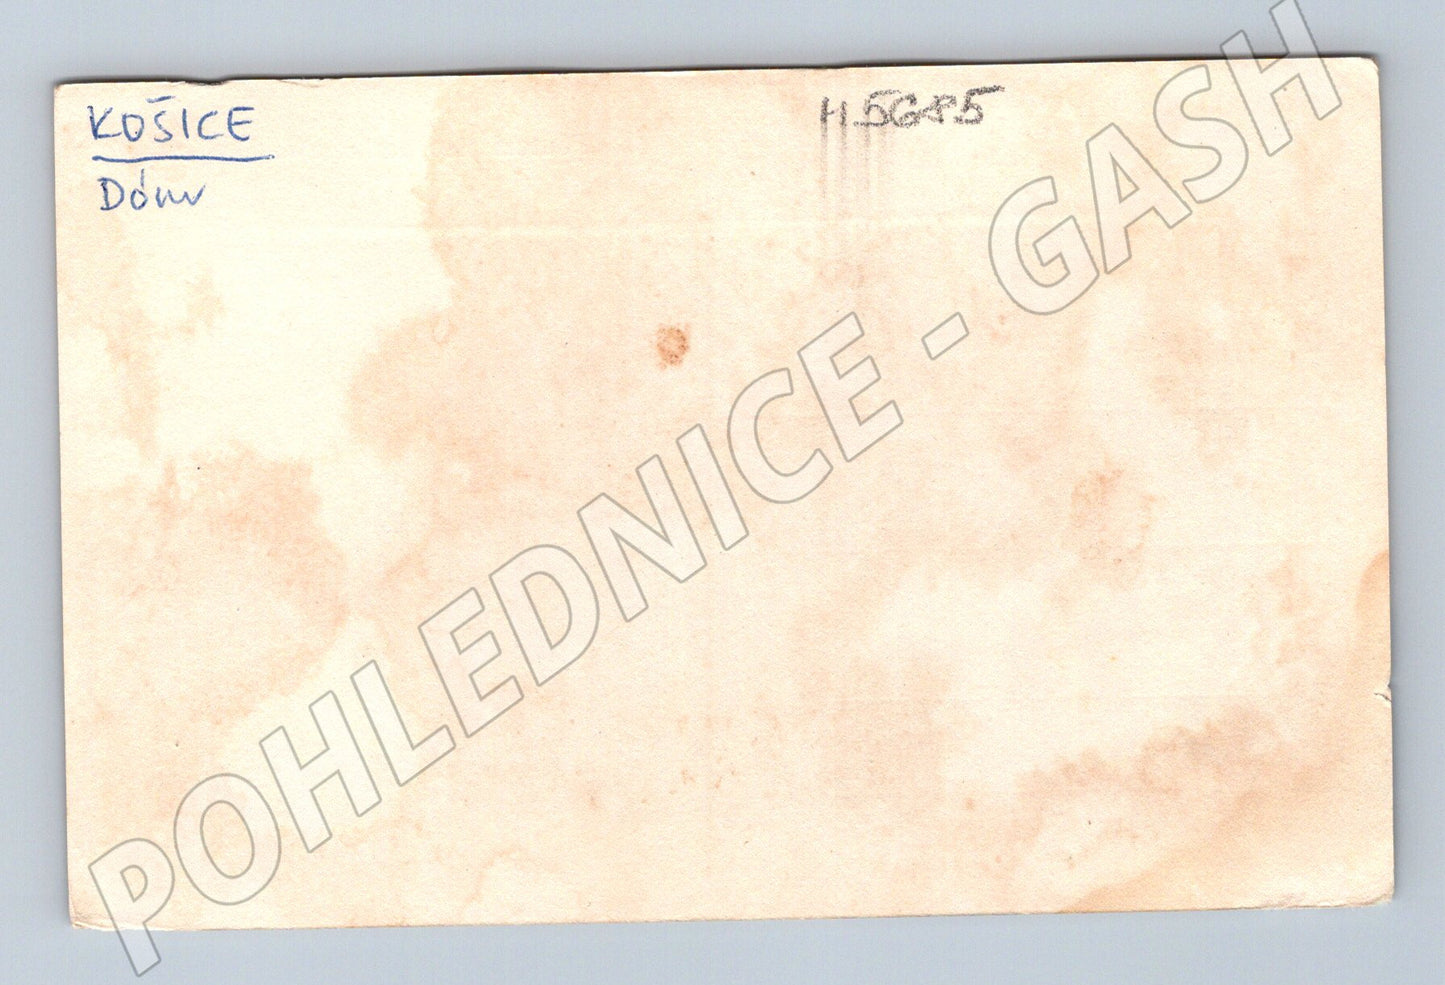 KOŠICE
Dóm
H5685
POHLEDNICE - GASH